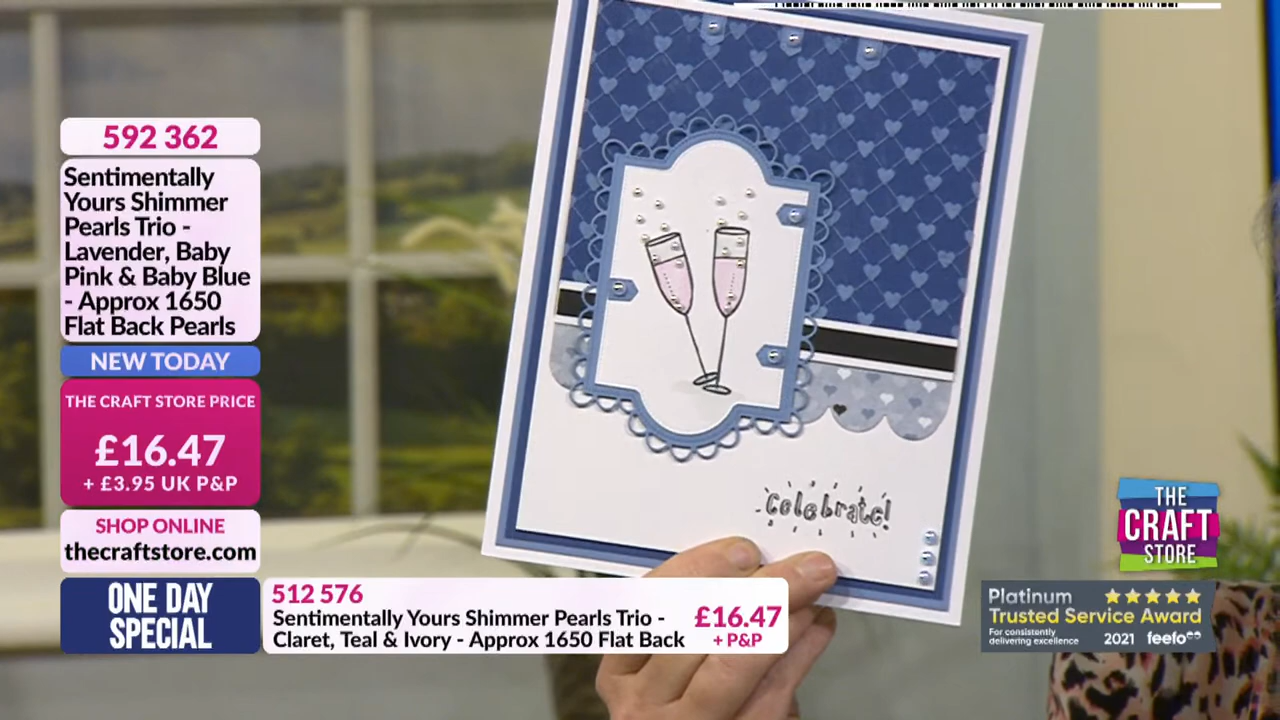 592 362
Sentimentally
Yours Shimmer
Pearls Trio -
Lavender, Baby
Pink & Baby Blue
- Approx 1650
Flat Back Pearls
NEW TODAY
THE CRAFT STORE PRICE
£16.47
+ £3.95 UK P&P
SHOP ONLINE
thecraftstore.com
ONE DAY
SPECIAL
512 576
Sentimentally Yours Shimmer Pearls Trio -
Claret, Teal & Ivory - Approx 1650 Flat Back
£16.47
+ P&P
celebrate!
THE
CRAFT
STORE
Platinum
Trusted Service Award
For consistently
delivering excellence
2021 feefo